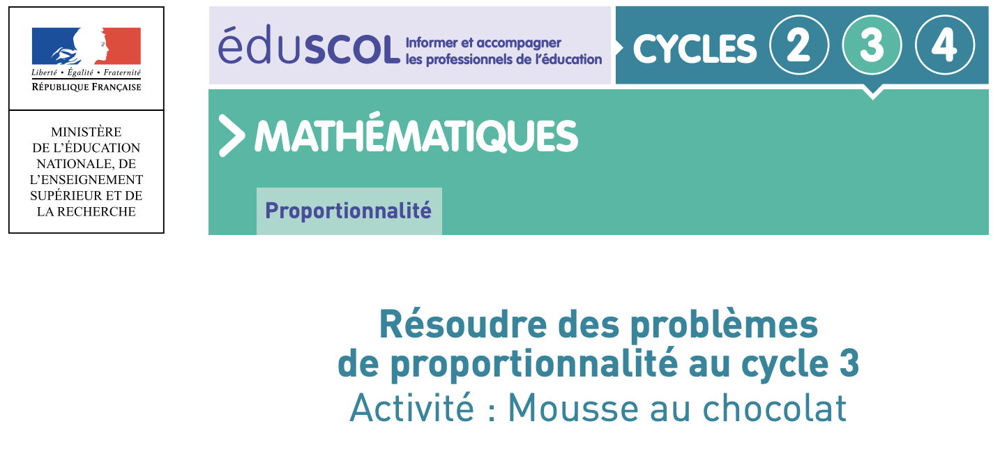 Liberté • Égalité • Fraternité
RÉPUBLIQUE FRANÇAISE
MINISTÈRE
DE L'ÉDUCATION
NATIONALE, DE
L'ENSEIGNEMENT
SUPÉRIEUR ET DE
LA RECHERCHE
éduSCOL
Informer et accompagner
les professionnels de l'éducation
CYCLES 2 3 4
MATHÉMATIQUES
Proportionnalité
Résoudre des problèmes
de proportionnalité au cycle 3
Activité : Mousse au chocolat